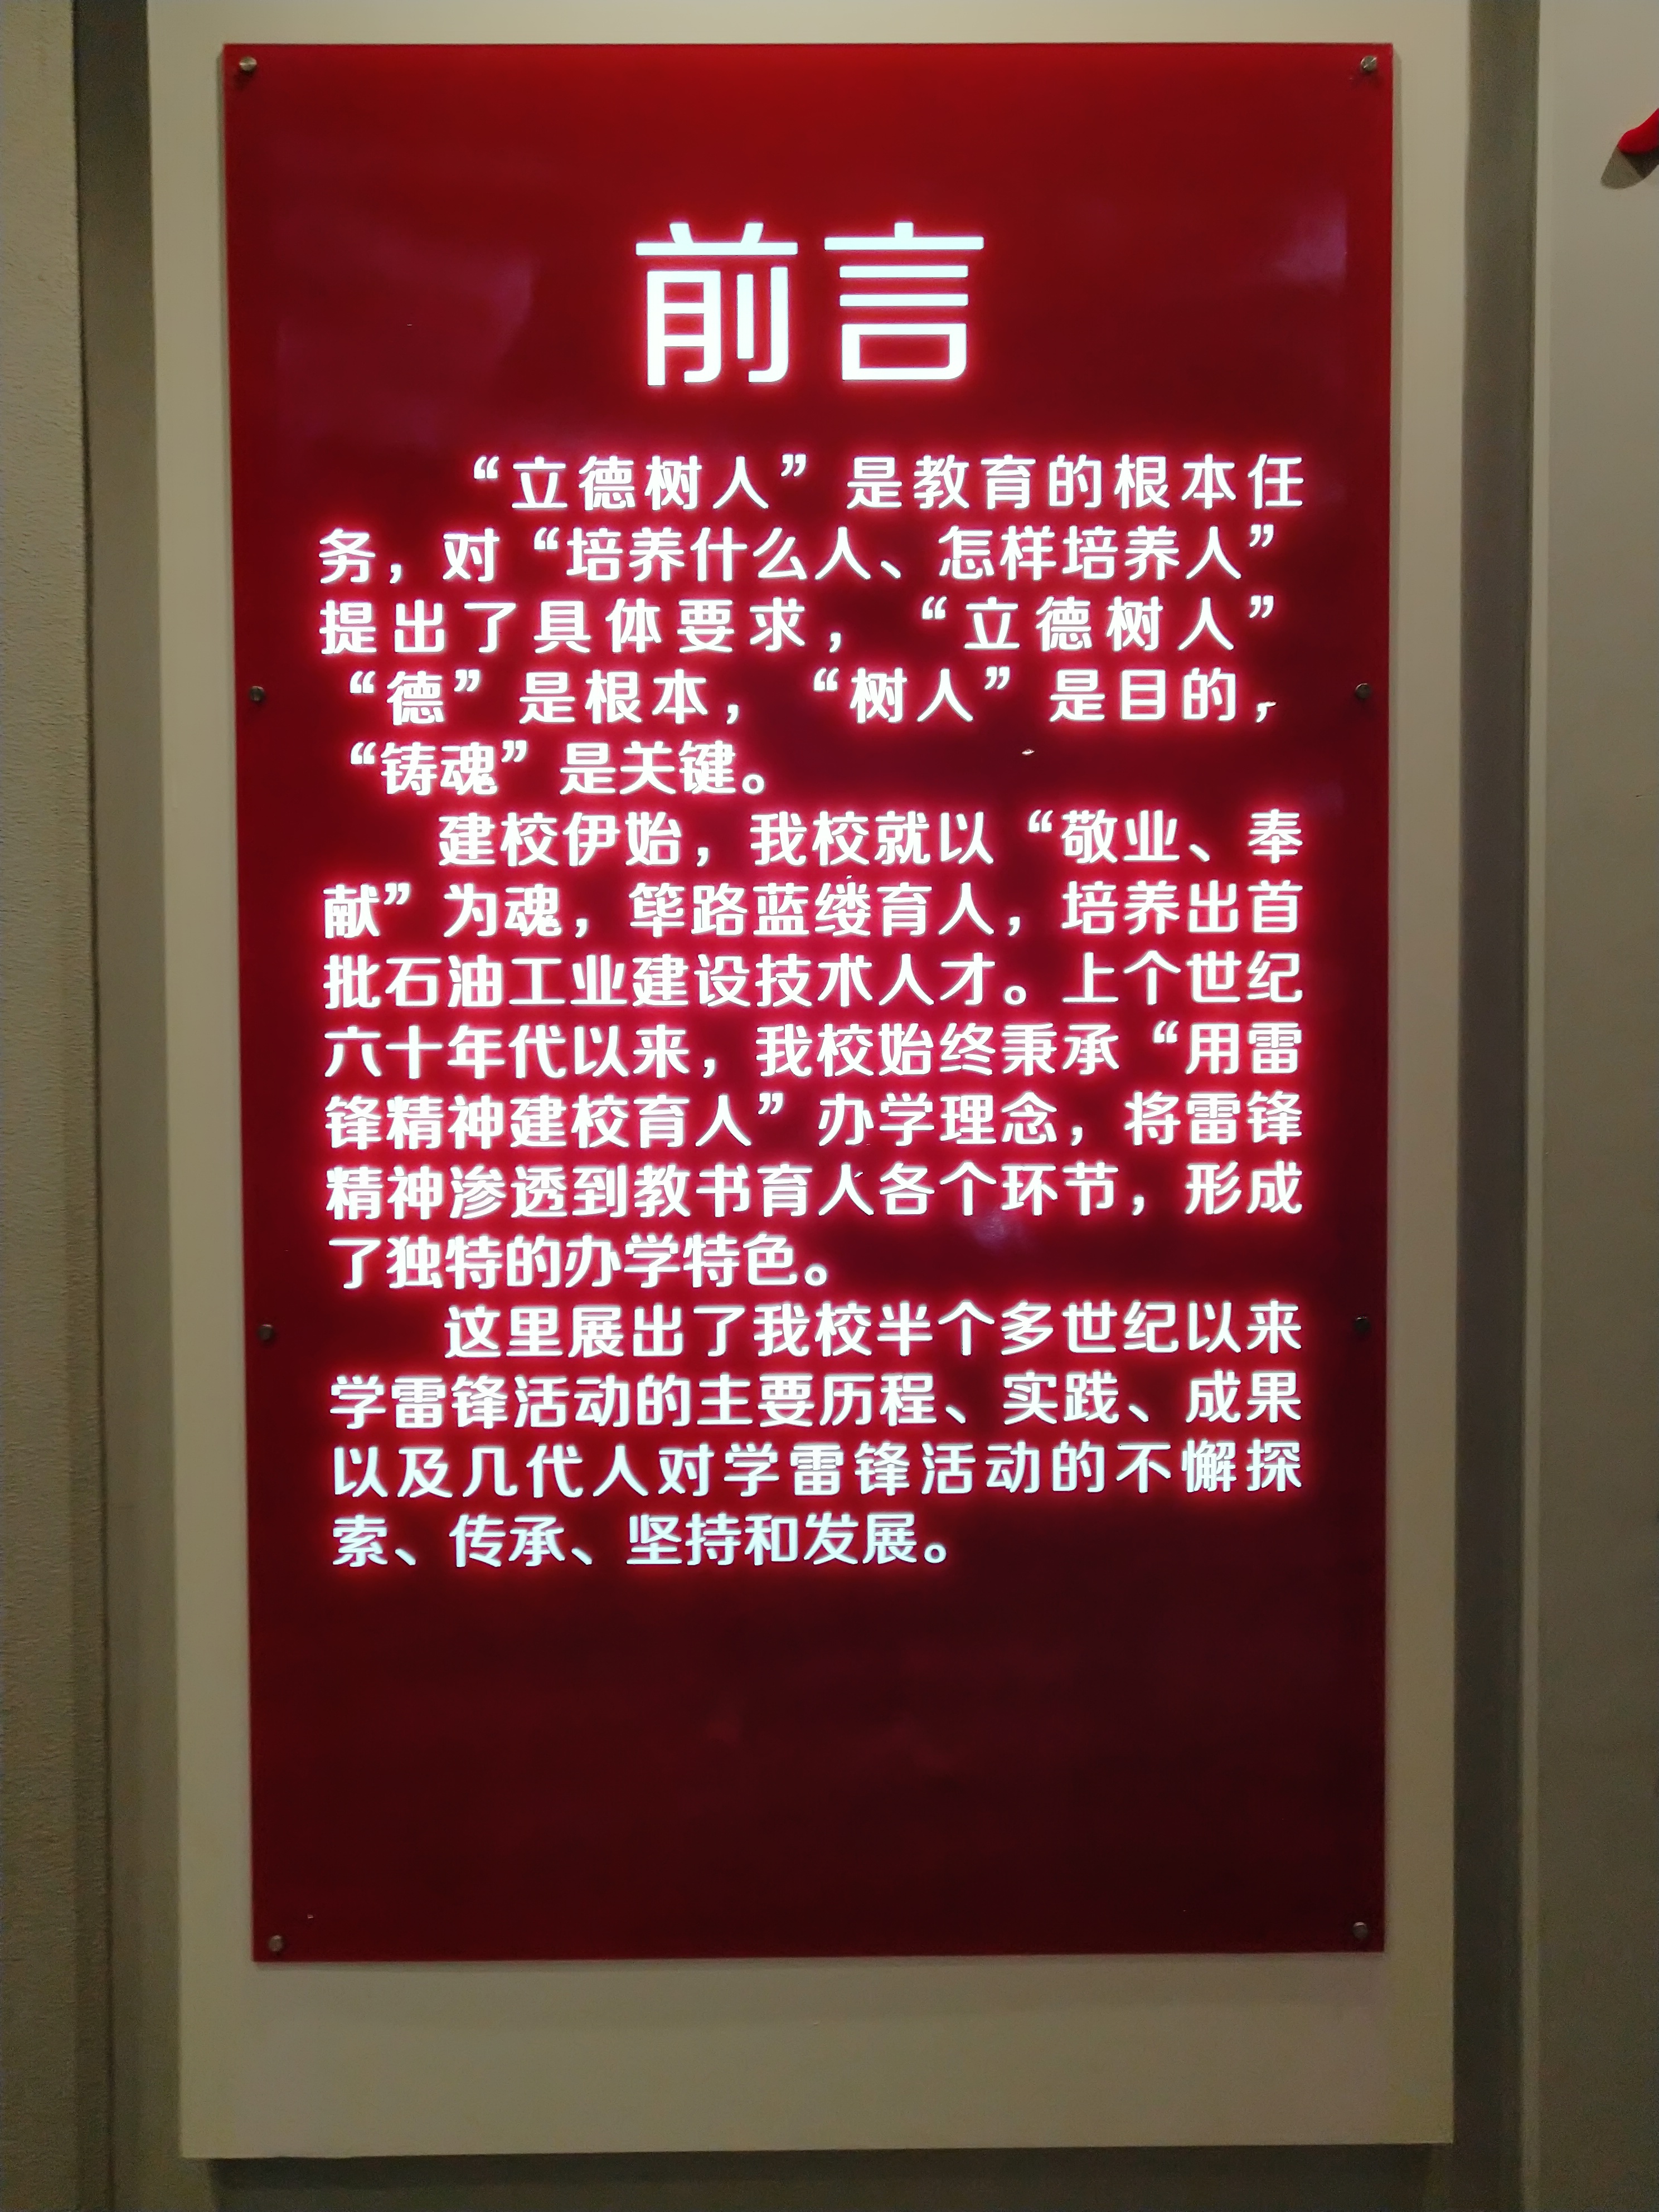 前言
“立德树人”是教育的根本任
务，对“培养什么人、怎样培养人”
提出了具体要求，“立德树人”
“德”是根本，“树人”是目的，
“铸魂”是关键。
建校伊始，我校就以“敬业、奉
献”为魂，筚路蓝缕育人，培养出首
批石油工业建设技术人才。上个世纪
六十年代以来，我校始终秉承“用雷
锋精神建校育人”办学理念，将雷锋
精神渗透到教书育人各个环节，形成
了独特的办学特色。
这里展出了我校半个多世纪以来
学雷锋活动的主要历程、实践、成果
以及几代人对学雷锋活动的不懈探
索、传承、坚持和发展。